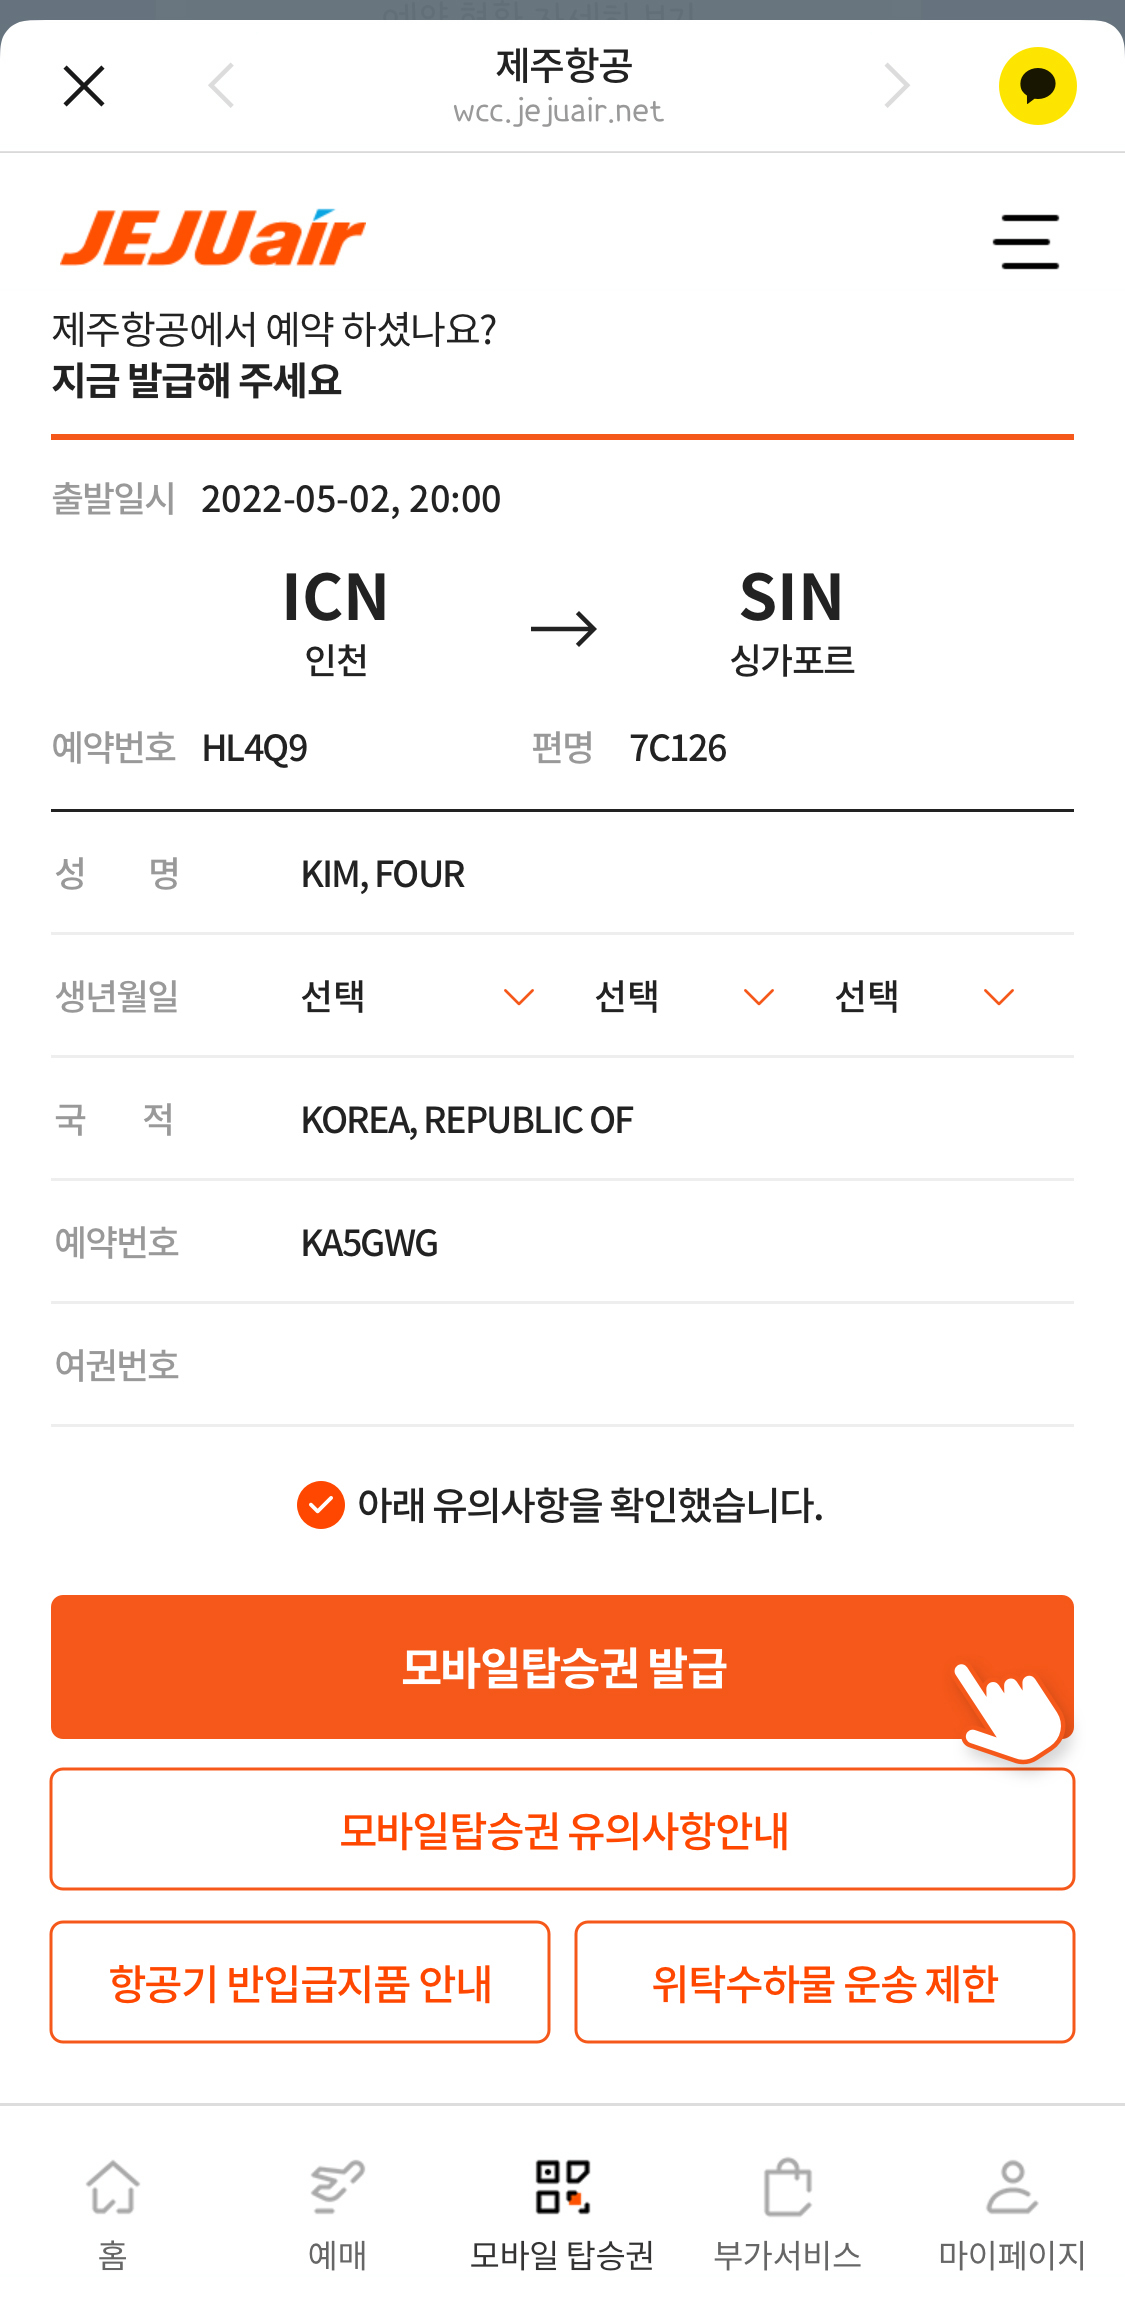 제주항공
wcc.jejuair.net
JEJUair
제주항공에서 예약 하셨나요?
지금 발급해 주세요
출발일시 2022-05-02, 20:00
ICN SIN
인천 싱가포르
예약번호 HL4Q9 편명 7C126
성 명 KIM, FOUR
생년월일 선택 선택 선택
국 적 KOREA, REPUBLIC OF
예약번호 KA5GWG
여권번호
아래 유의사항을 확인했습니다.
모바일탑승권 발급
모바일탑승권 유의사항안내
항공기 반입급지품 안내 위탁수하물 운송 제한
홈 예매 모바일 탑승권 부가서비스 마이페이지